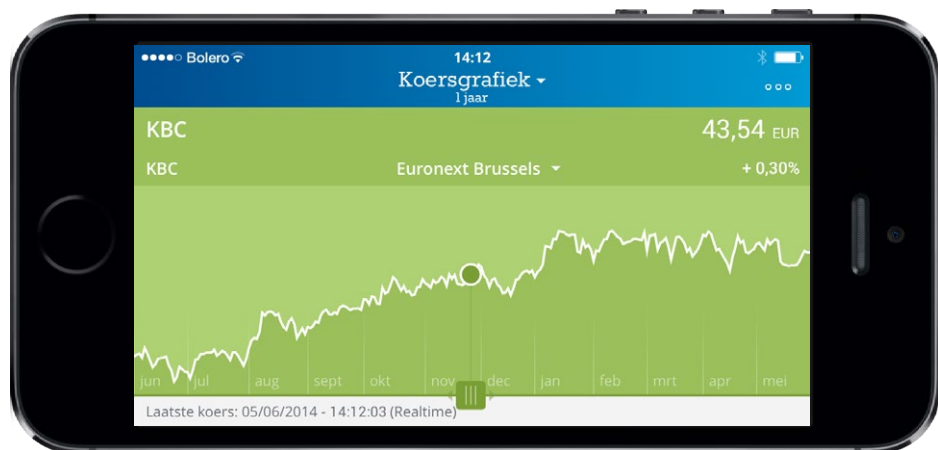 Bolero 14:12
Koersgrafiek
1 jaar
KBC 43,54 EUR
KBC Euronext Brussels + 0,30%
jun jul aug sept okt nov dec jan feb mrt apr mei
Laatste koers: 05/06/2014 - 14:12:03 (Realtime)